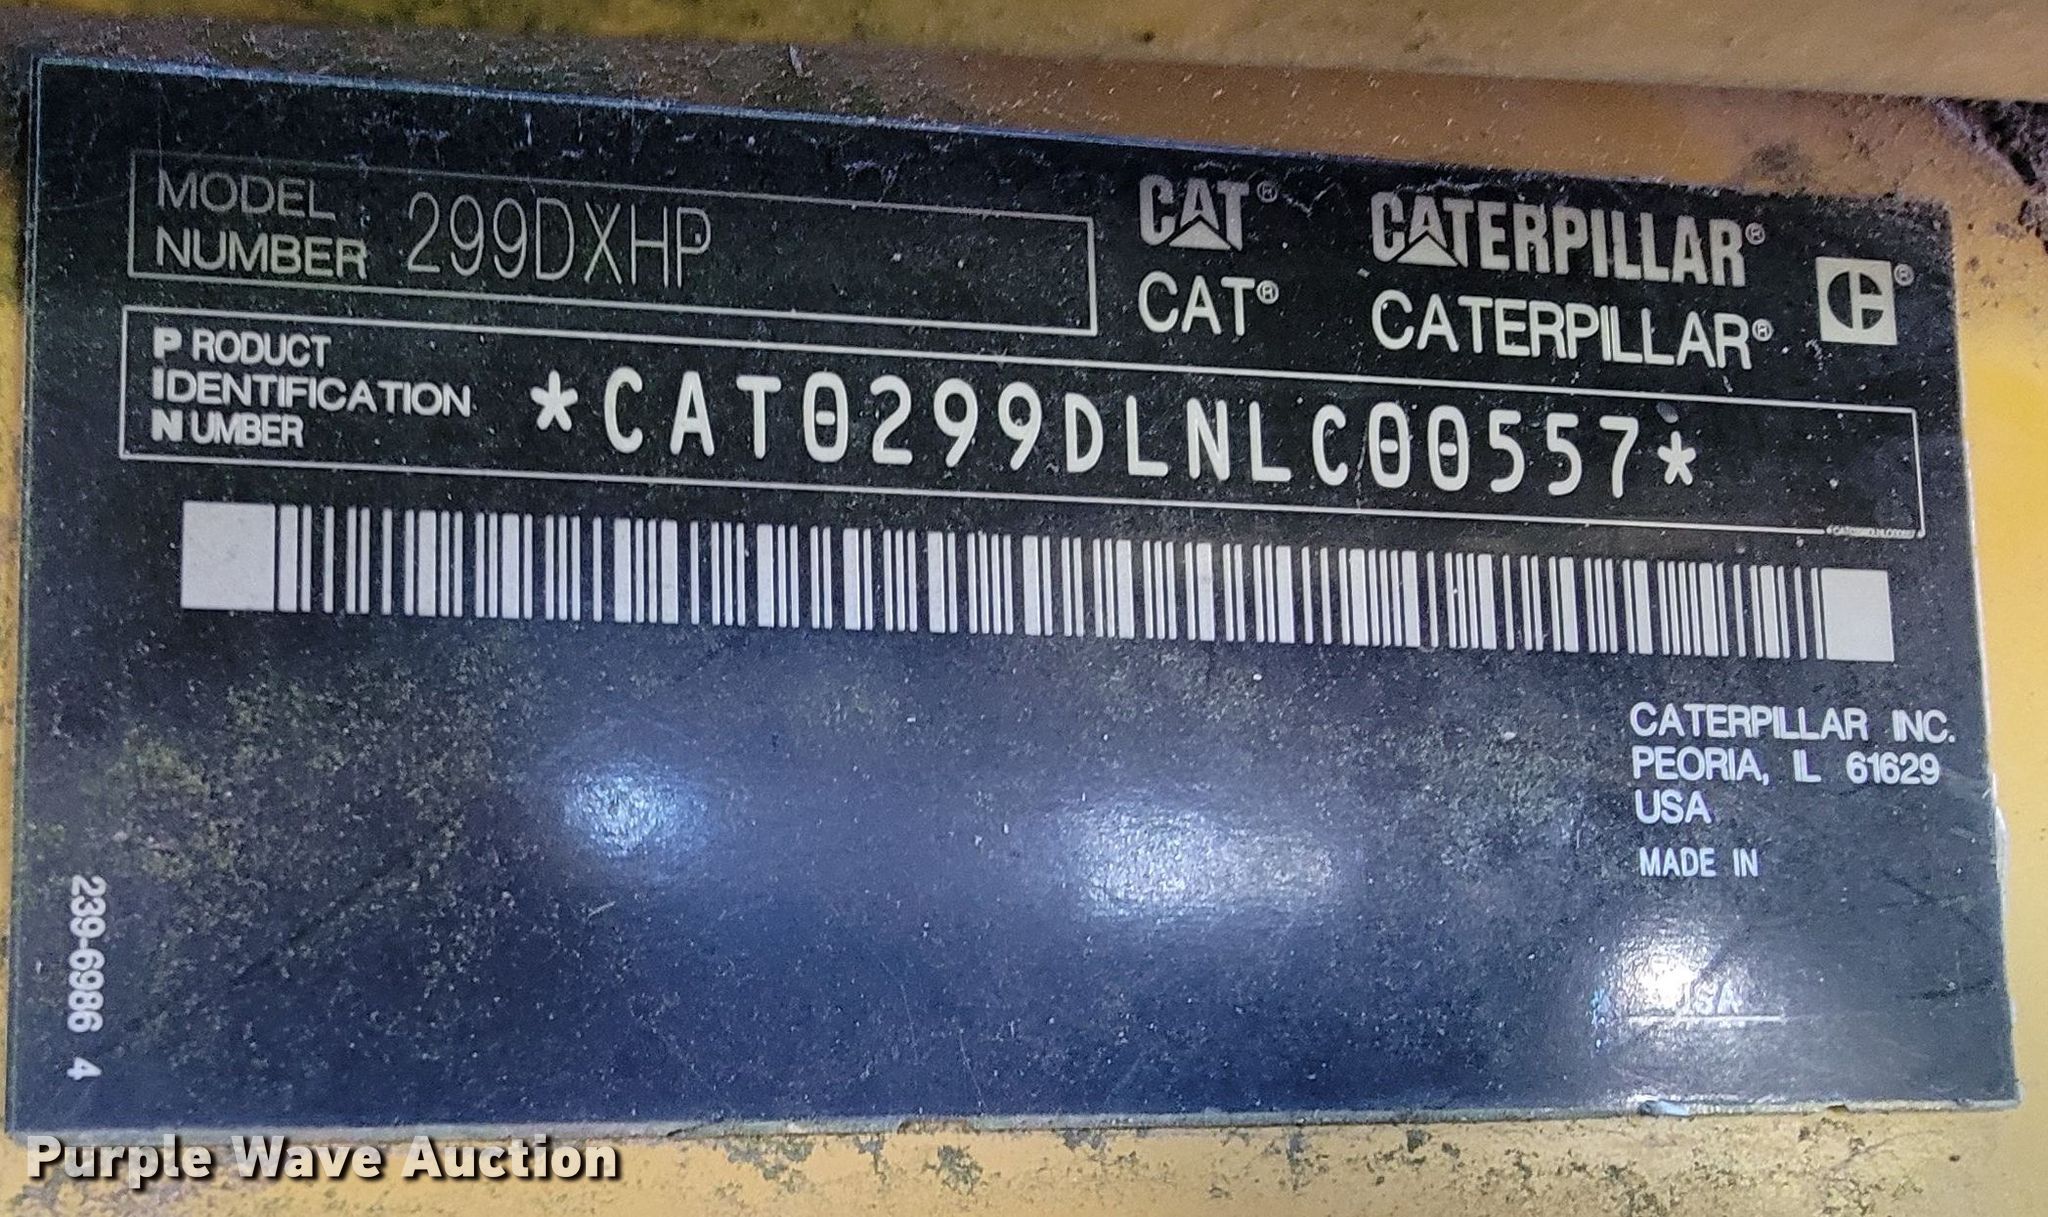 MODEL
NUMBER 299DXHP
CAT® CATERPILLAR®
CAT® CATERPILLAR®
PRODUCT
IDENTIFICATION
NUMBER
*CAT0299DLNLC00557*
CATERPILLAR INC.
PEORIA, IL 61629
USA
MADE IN
USA
239-6986 4
Purple Wave Auction